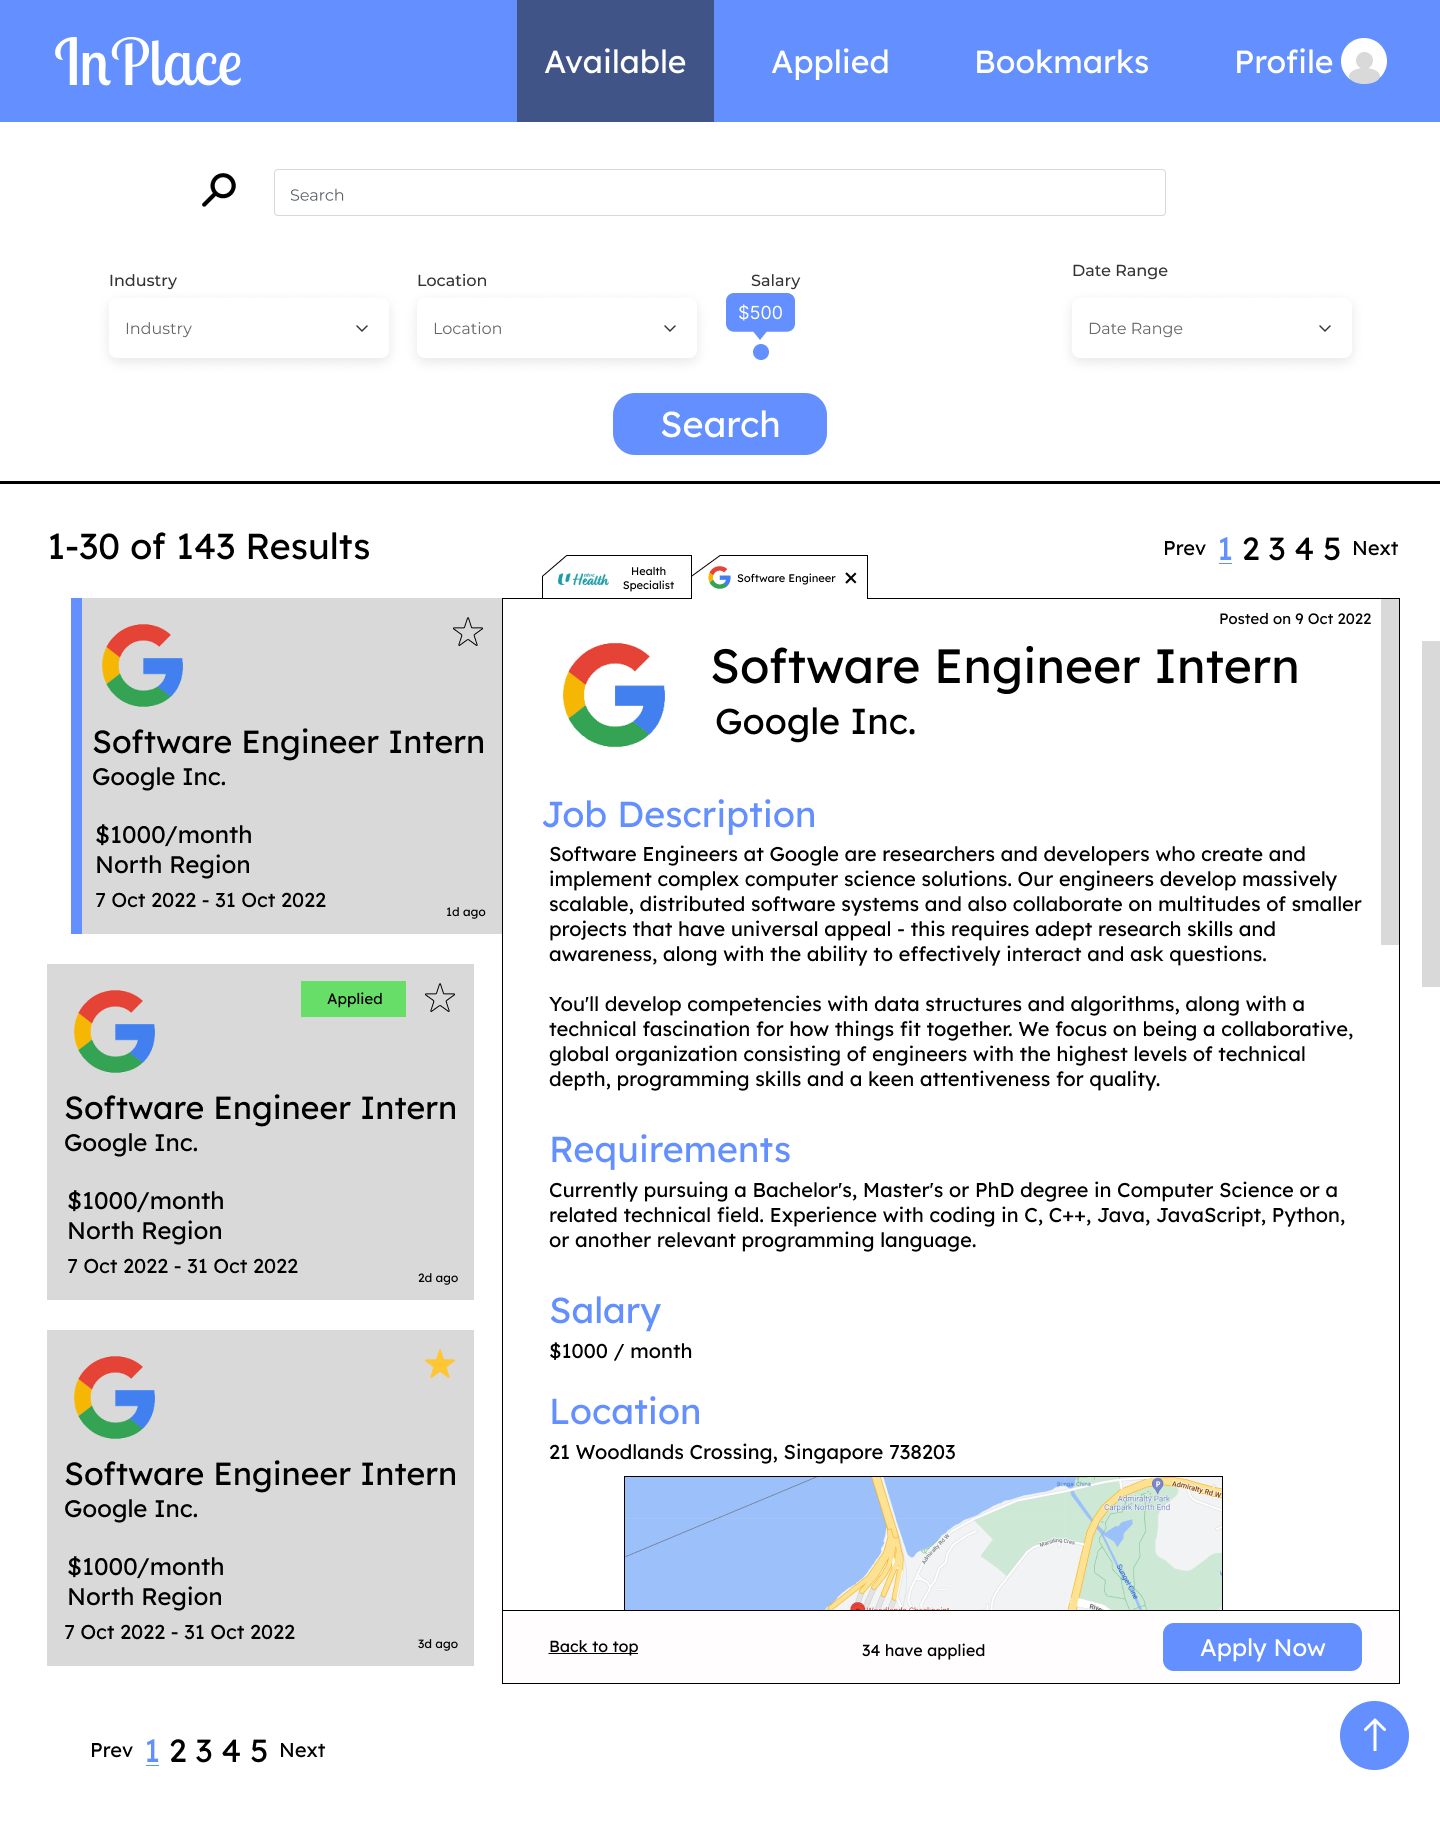 InPlace
Available
Applied
Bookmarks
Profile
Search
Industry
Location
Salary
Date Range
Industry
Location
$500
Date Range
Search
1-30 of 143 Results
Prev 1 2 3 4 5 Next
Health
Health
Specialist
Software Engineer
Software Engineer Intern
Google Inc.
$1000/month
North Region
7 Oct 2022 - 31 Oct 2022
1d ago
Applied
Software Engineer Intern
Google Inc.
$1000/month
North Region
7 Oct 2022 - 31 Oct 2022
2d ago
Software Engineer Intern
Google Inc.
$1000/month
North Region
7 Oct 2022 - 31 Oct 2022
3d ago
Posted on 9 Oct 2022
Software Engineer Intern
Google Inc.
Job Description
Software Engineers at Google are researchers and developers who create and
implement complex computer science solutions. Our engineers develop massively
scalable, distributed software systems and also collaborate on multitudes of smaller
projects that have universal appeal - this requires adept research skills and
awareness, along with the ability to effectively interact and ask questions.
You'll develop competencies with data structures and algorithms, along with a
technical fascination for how things fit together. We focus on being a collaborative,
global organization consisting of engineers with the highest levels of technical
depth, programming skills and a keen attentiveness for quality.
Requirements
Currently pursuing a Bachelor's, Master's or PhD degree in Computer Science or a
related technical field. Experience with coding in C, C++, Java, JavaScript, Python,
or another relevant programming language.
Salary
$1000 / month
Location
21 Woodlands Crossing, Singapore 738203
Admiralty Rd W
Admiralty Park
Carpark North End
Admiralty Rd W
Marsiling Cres
Back to top
34 have applied
Apply Now
Prev 1 2 3 4 5 Next